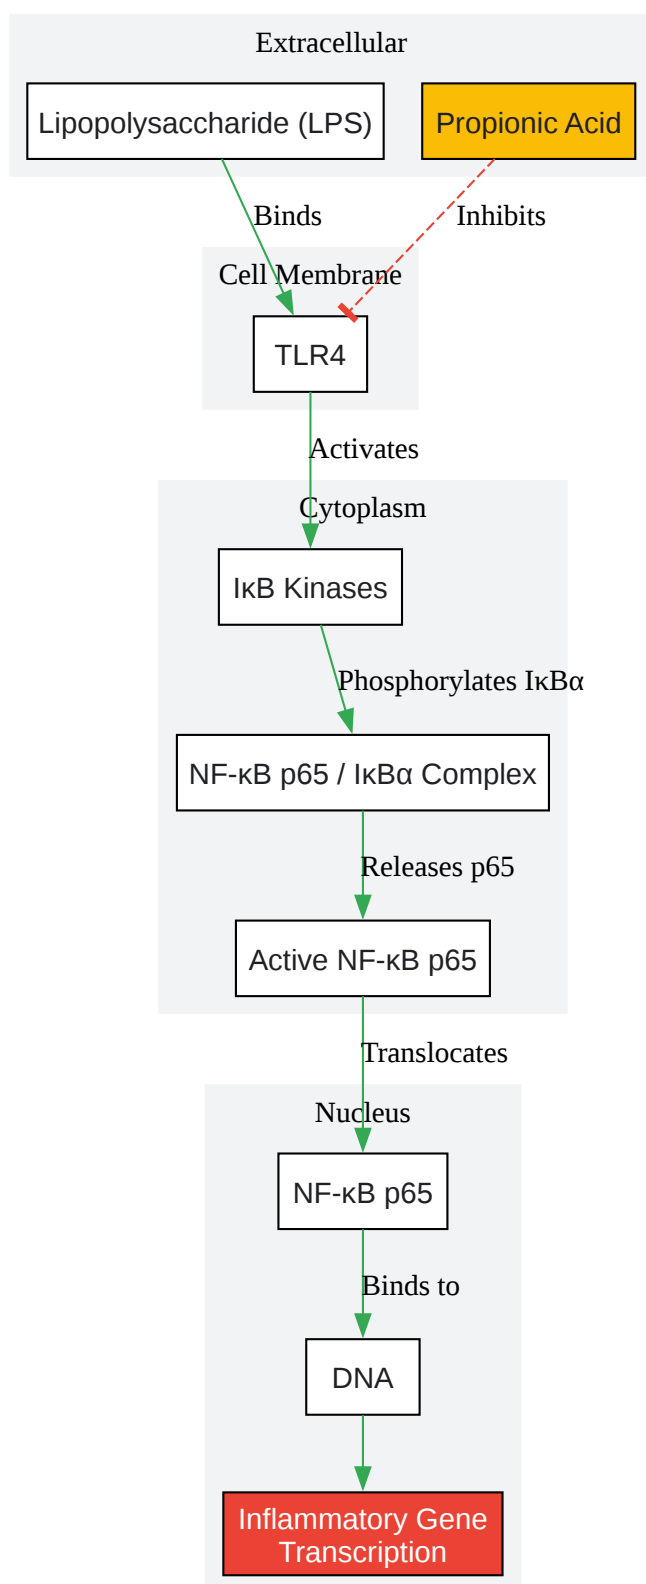 Extracellular
Lipopolysaccharide (LPS)
Propionic Acid
Binds
Inhibits
Cell Membrane
TLR4
Activates
Cytoplasm
IκB Kinases
Phosphorylates IκBα
NF-κB p65 / IκBα Complex
Releases p65
Active NF-κB p65
Translocates
Nucleus
NF-κB p65
Binds to
DNA
Inflammatory Gene
Transcription